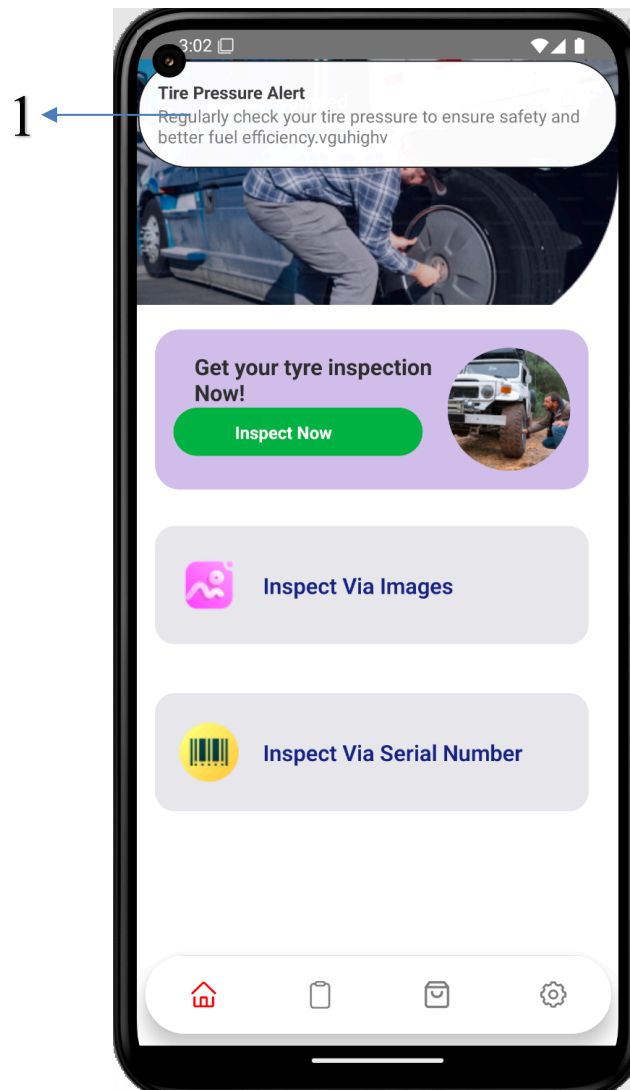 3:02
Tire Pressure Alert
1
Regularly check your tire pressure to ensure safety and
better fuel efficiency.vguhighv
Get your tyre inspection
Now!
Inspect Now
Inspect Via Images
Inspect Via Serial Number